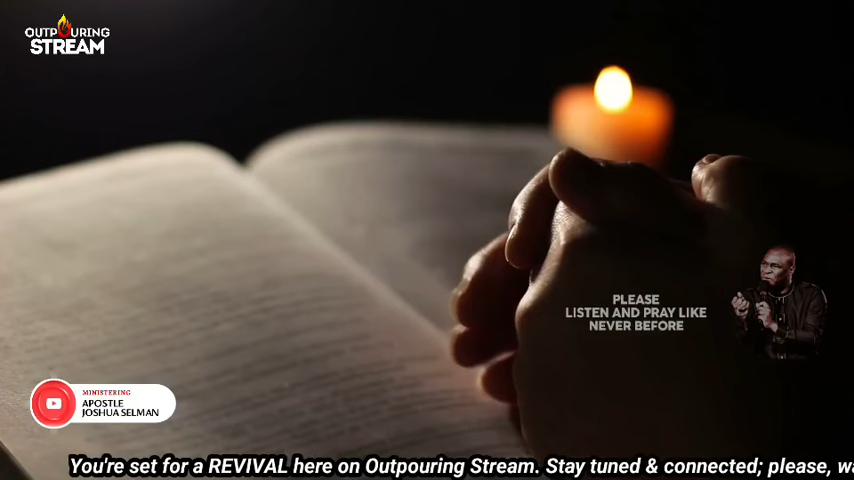 OUTPOURING
STREAM
PLEASE
LISTEN AND PRAY LIKE
NEVER BEFORE
MINISTERING
APOSTLE
JOSHUA SELMAN
You're set for a REVIVAL here on Outpouring Stream. Stay tuned & connected; please,